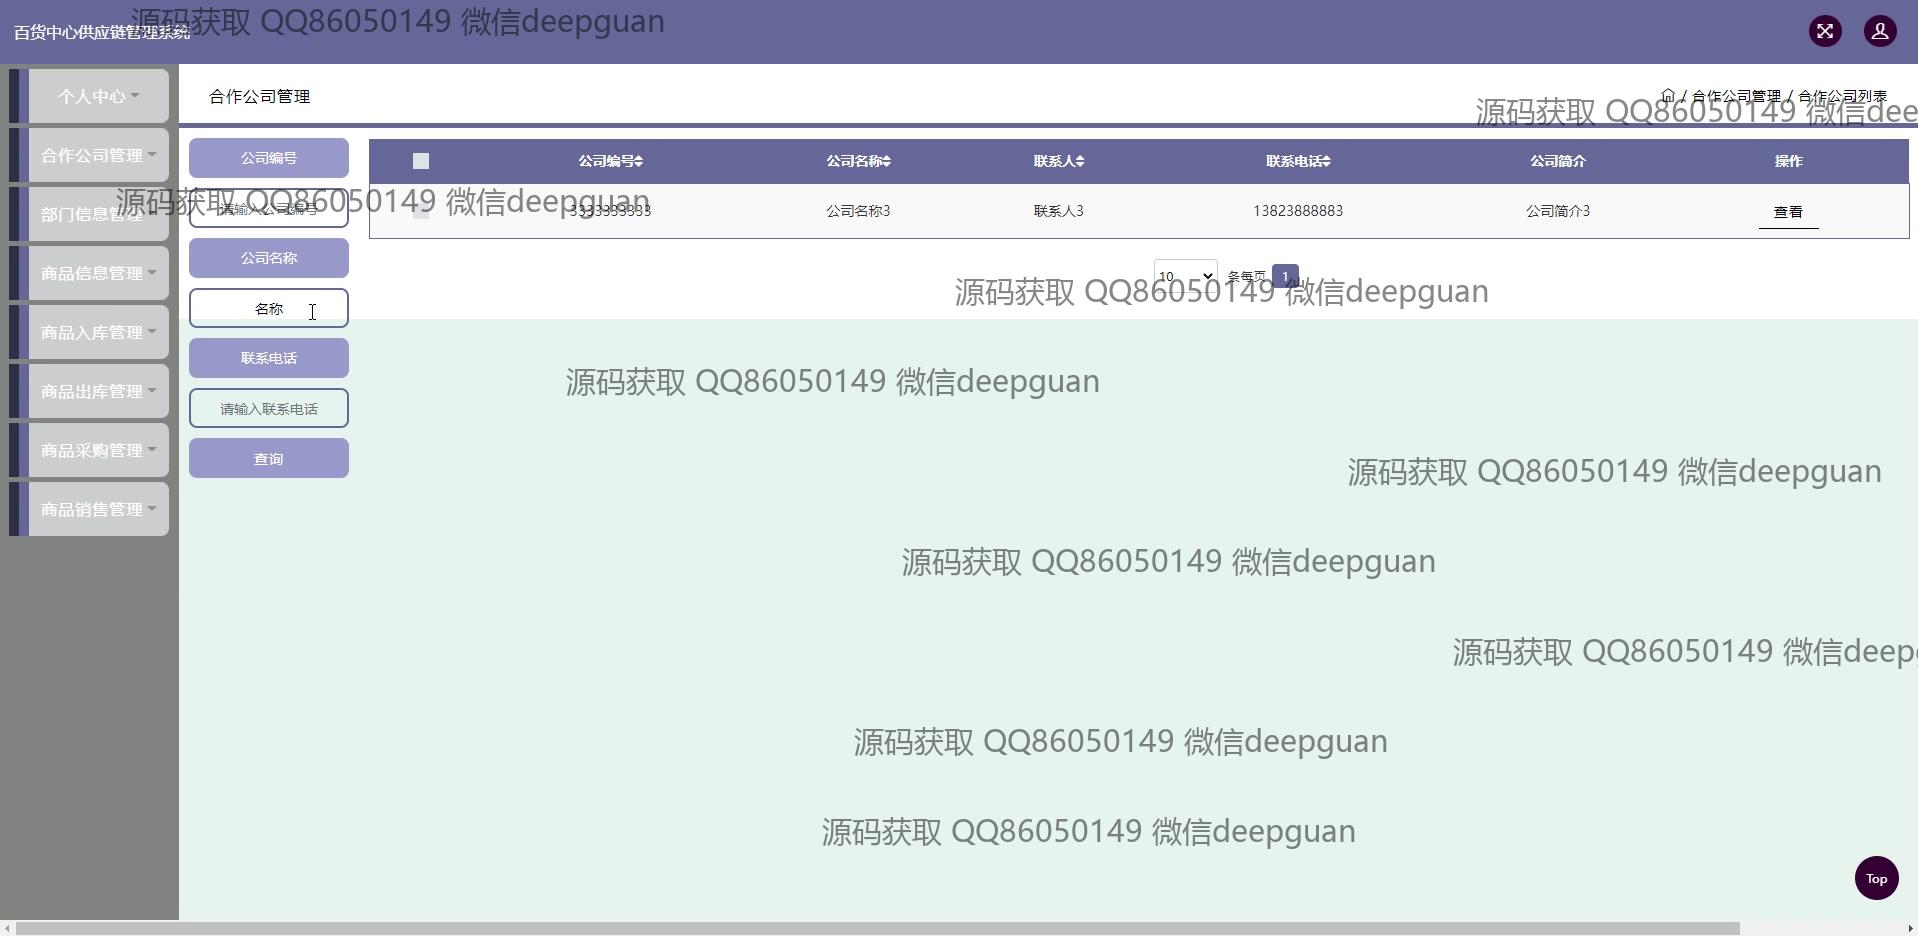 百货中心供应链管理系统
源码获取 QQ86050149 微信deepguan
个人中心
合作公司管理
部门信息管理
商品信息管理
商品入库管理
商品出库管理
商品采购管理
商品销售管理
合作公司管理
/ 合作公司管理 / 合作公司列表
源码获取 QQ86050149 微信dee
公司编号
请输入公司编号
公司名称
名称
联系电话
请输入联系电话
查询
公司编号 公司名称 联系人 联系电话 公司简介 操作
3333333333 公司名称3 联系人3 13823888883 公司简介3 查看
源码获取 QQ86050149 微信deepguan
10 条每页 1
源码获取 QQ86050149 微信deepguan
源码获取 QQ86050149 微信deepguan
源码获取 QQ86050149 微信deepguan
源码获取 QQ86050149 微信deepguan
源码获取 QQ86050149 微信deep
源码获取 QQ86050149 微信deepguan
源码获取 QQ86050149 微信deepguan
Top